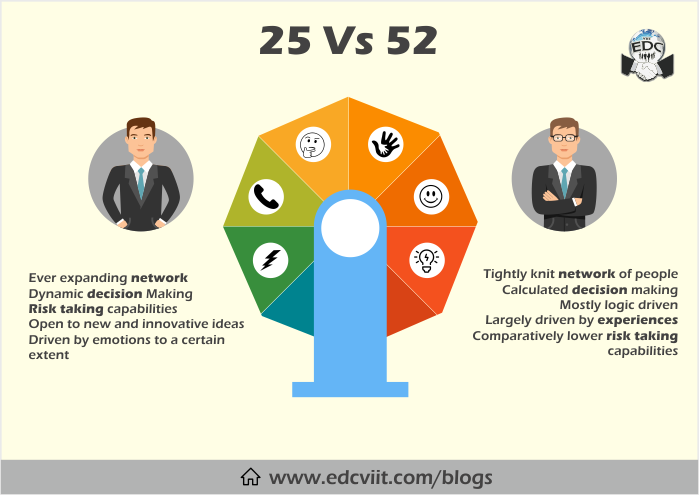 25 Vs 52
EDC
Ever expanding network
Dynamic decision Making
Risk taking capabilities
Open to new and innovative ideas
Driven by emotions to a certain
extent
Tightly knit network of people
Calculated decision making
Mostly logic driven
Largely driven by experiences
Comparatively lower risk taking
capabilities
www.edcviit.com/blogs